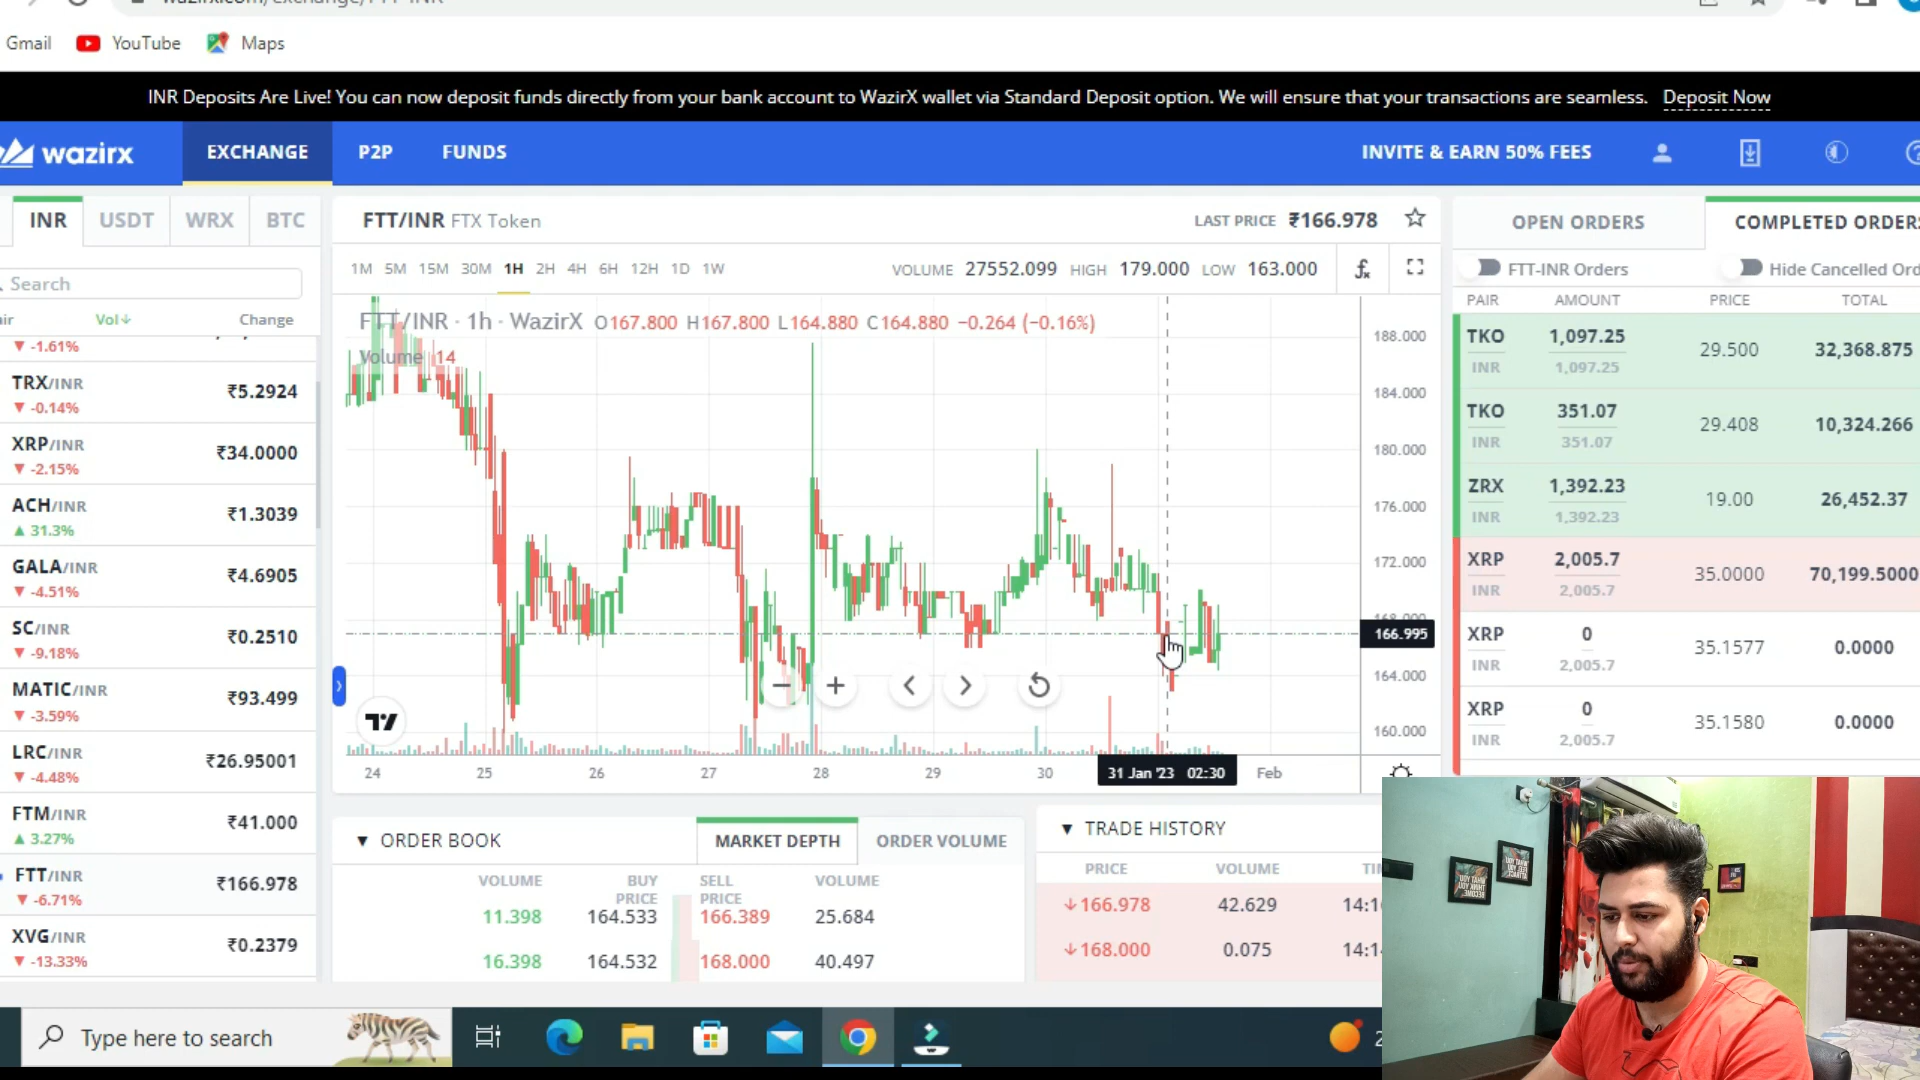 Gmail YouTube Maps
INR Deposits Are Live! You can now deposit funds directly from your bank account to WazirX wallet via Standard Deposit option. We will ensure that your transactions are seamless. Deposit Now
wazirx EXCHANGE P2P FUNDS INVITE & EARN 50% FEES
INR USDT WRX BTC
Search
Vol Change
-1.61%
TRX/INR ₹5.2924
-0.14%
XRP/INR ₹34.0000
-2.15%
ACH/INR ₹1.3039
31.3%
GALA/INR ₹4.6905
-4.51%
SC/INR ₹0.2510
-9.18%
MATIC/INR ₹93.499
-3.59%
LRC/INR ₹26.95001
-4.48%
FTM/INR ₹41.000
3.27%
FTT/INR ₹166.978
-6.71%
XVG/INR ₹0.2379
-13.33%
FTT/INR FTX Token LAST PRICE ₹166.978
1M 5M 15M 30M 1H 2H 4H 6H 12H 1D 1W VOLUME 27552.099 HIGH 179.000 LOW 163.000
FTT/INR · 1h · WazirX O167.800 H167.800 L164.880 C164.880 −0.264 (−0.16%)
Volume 14
188.000
184.000
180.000
176.000
172.000
168.000
166.995
164.000
160.000
24 25 26 27 28 29 30 31 Jan '23 02:30 Feb
ORDER BOOK MARKET DEPTH ORDER VOLUME
VOLUME BUY PRICE SELL PRICE VOLUME
11.398 164.533 166.389 25.684
16.398 164.532 168.000 40.497
TRADE HISTORY
PRICE VOLUME
166.978 42.629
168.000 0.075
OPEN ORDERS COMPLETED ORDERS
FTT-INR Orders Hide Cancelled
PAIR AMOUNT PRICE TOTAL
TKO 1,097.25 29.500 32,368.875
INR 1,097.25
TKO 351.07 29.408 10,324.266
INR 351.07
ZRX 1,392.23 19.00 26,452.37
INR 1,392.23
XRP 2,005.7 35.0000 70,199.5000
INR 2,005.7
XRP 0 35.1577 0.0000
INR 2,005.7
XRP 0 35.1580 0.0000
INR 2,005.7
Type here to search